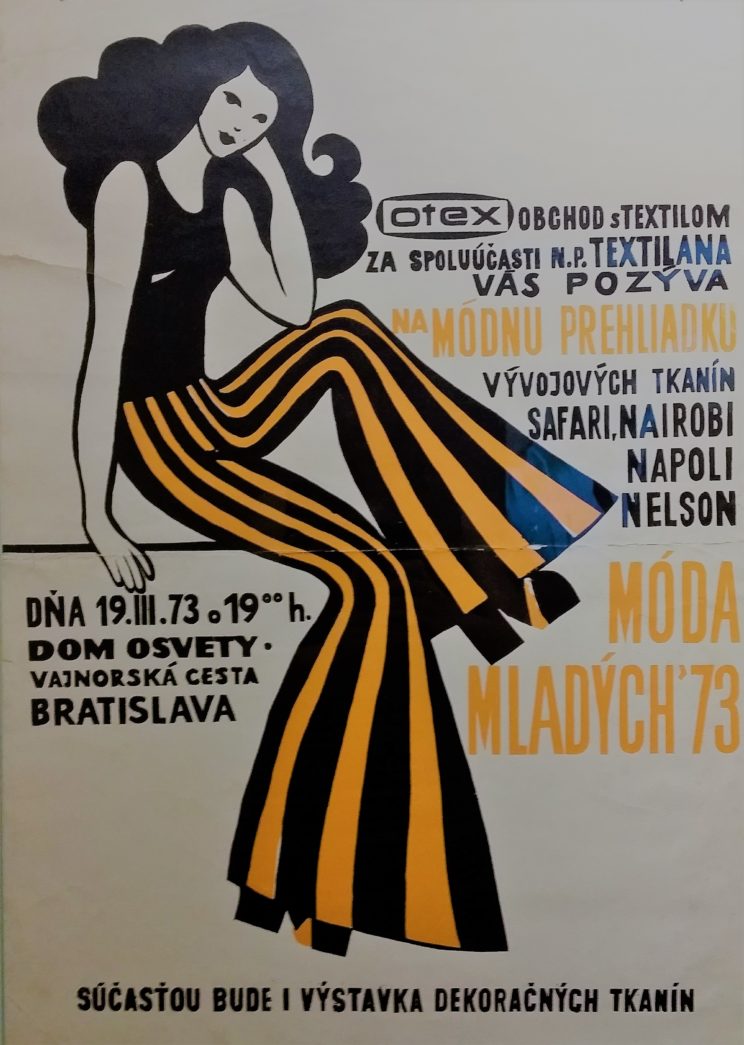 otex OBCHOD s TEXTILOM
ZA SPOLUÚČASTI N.P. TEXTILANA
VÁS POZÝVA
NA MÓDNU PREHLIADKU
VÝVOJOVÝCH TKANÍN
SAFARI, NAIROBI
NAPOLI
NELSON
DŇA 19.III.73 o 19⁰⁰ h.
DOM OSVETY.
VAJNORSKÁ CESTA
BRATISLAVA
MÓDA
MLADÝCH '73
SÚČASŤOU BUDE I VÝSTAVKA DEKORAČNÝCH TKANÍN